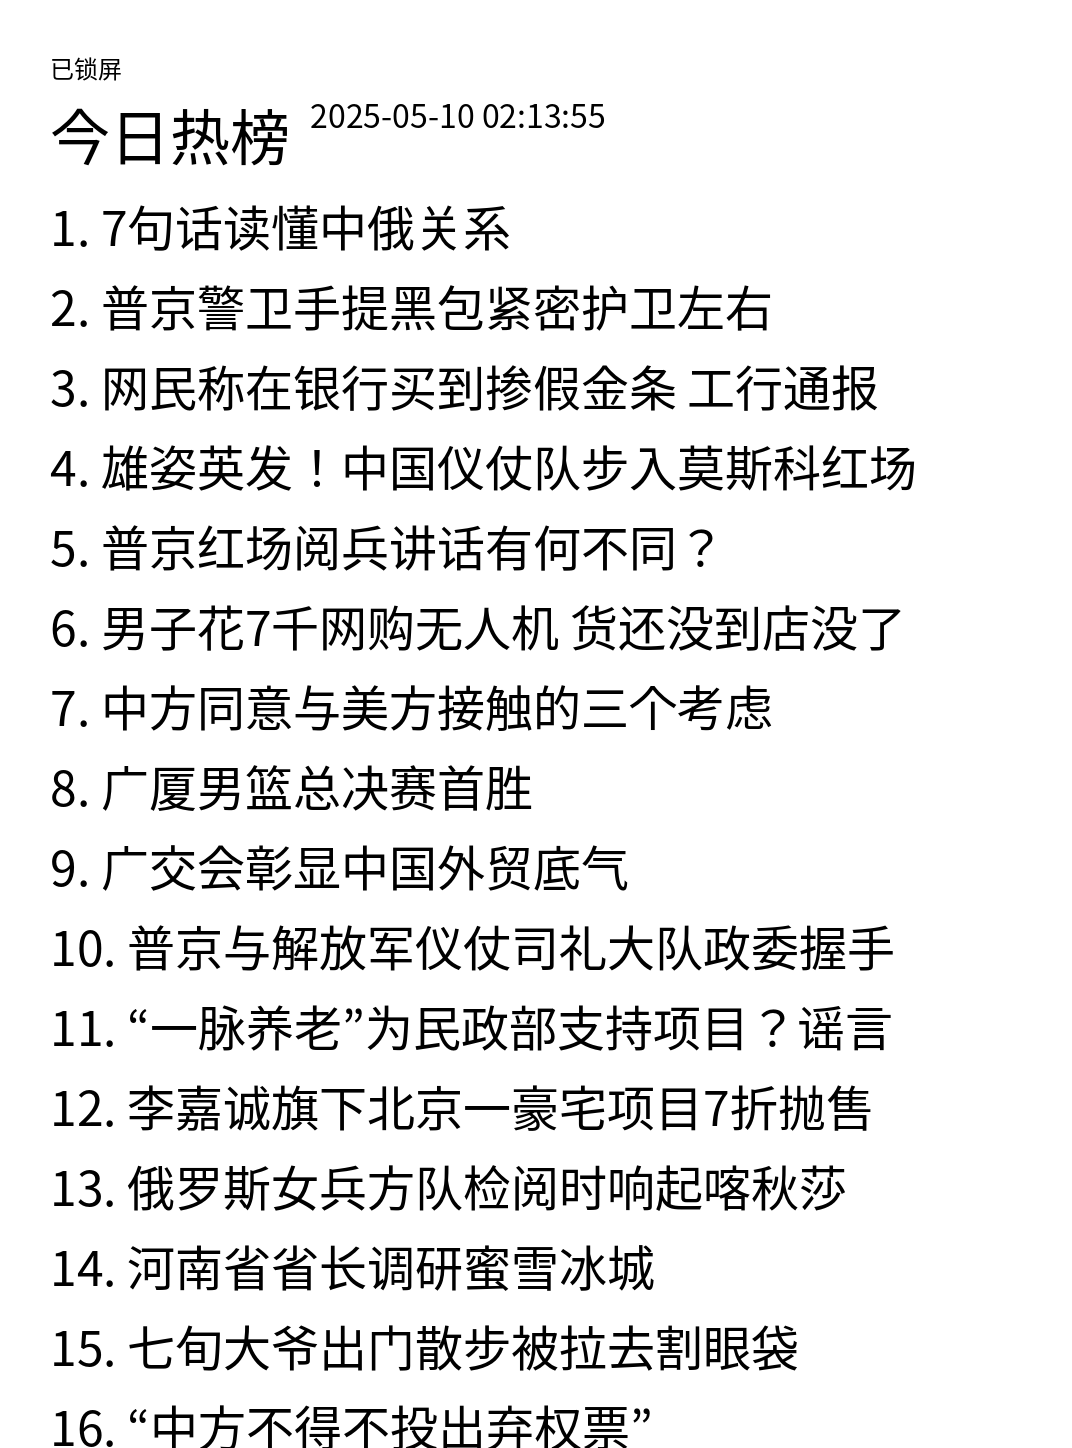 已锁屏
今日热榜 2025-05-10 02:13:55
1. 7句话读懂中俄关系
2. 普京警卫手提黑包紧密护卫左右
3. 网民称在银行买到掺假金条 工行通报
4. 雄姿英发！中国仪仗队步入莫斯科红场
5. 普京红场阅兵讲话有何不同？
6. 男子花7千网购无人机 货还没到店没了
7. 中方同意与美方接触的三个考虑
8. 广厦男篮总决赛首胜
9. 广交会彰显中国外贸底气
10. 普京与解放军仪仗司礼大队政委握手
11. “一脉养老”为民政部支持项目？谣言
12. 李嘉诚旗下北京一豪宅项目7折抛售
13. 俄罗斯女兵方队检阅时响起喀秋莎
14. 河南省省长调研蜜雪冰城
15. 七旬大爷出门散步被拉去割眼袋
16. “中方不得不投出弃权票”